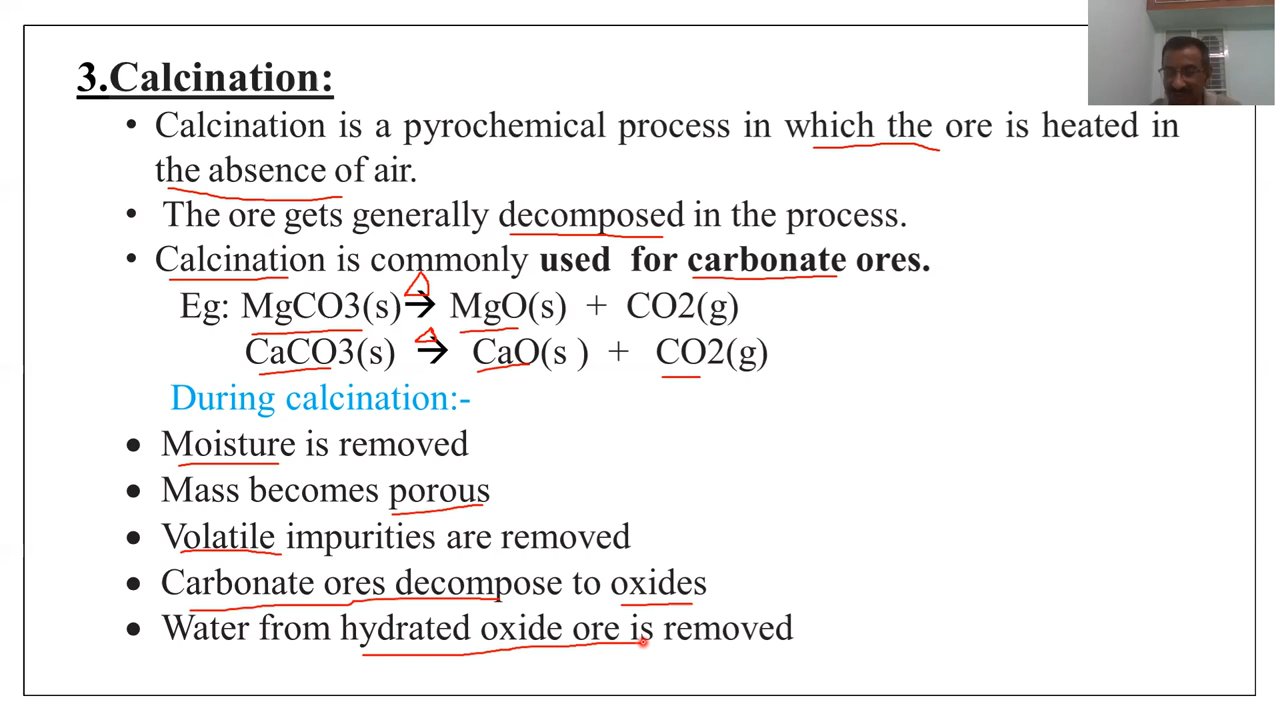 3.Calcination:
• Calcination is a pyrochemical process in which the ore is heated in
the absence of air.
• The ore gets generally decomposed in the process.
• Calcination is commonly used for carbonate ores.
Δ
Eg: MgCO3(s)→ MgO(s) + CO2(g)
Δ
CaCO3(s) → CaO(s ) + CO2(g)
During calcination:-
• Moisture is removed
• Mass becomes porous
• Volatile impurities are removed
• Carbonate ores decompose to oxides
• Water from hydrated oxide ore is removed